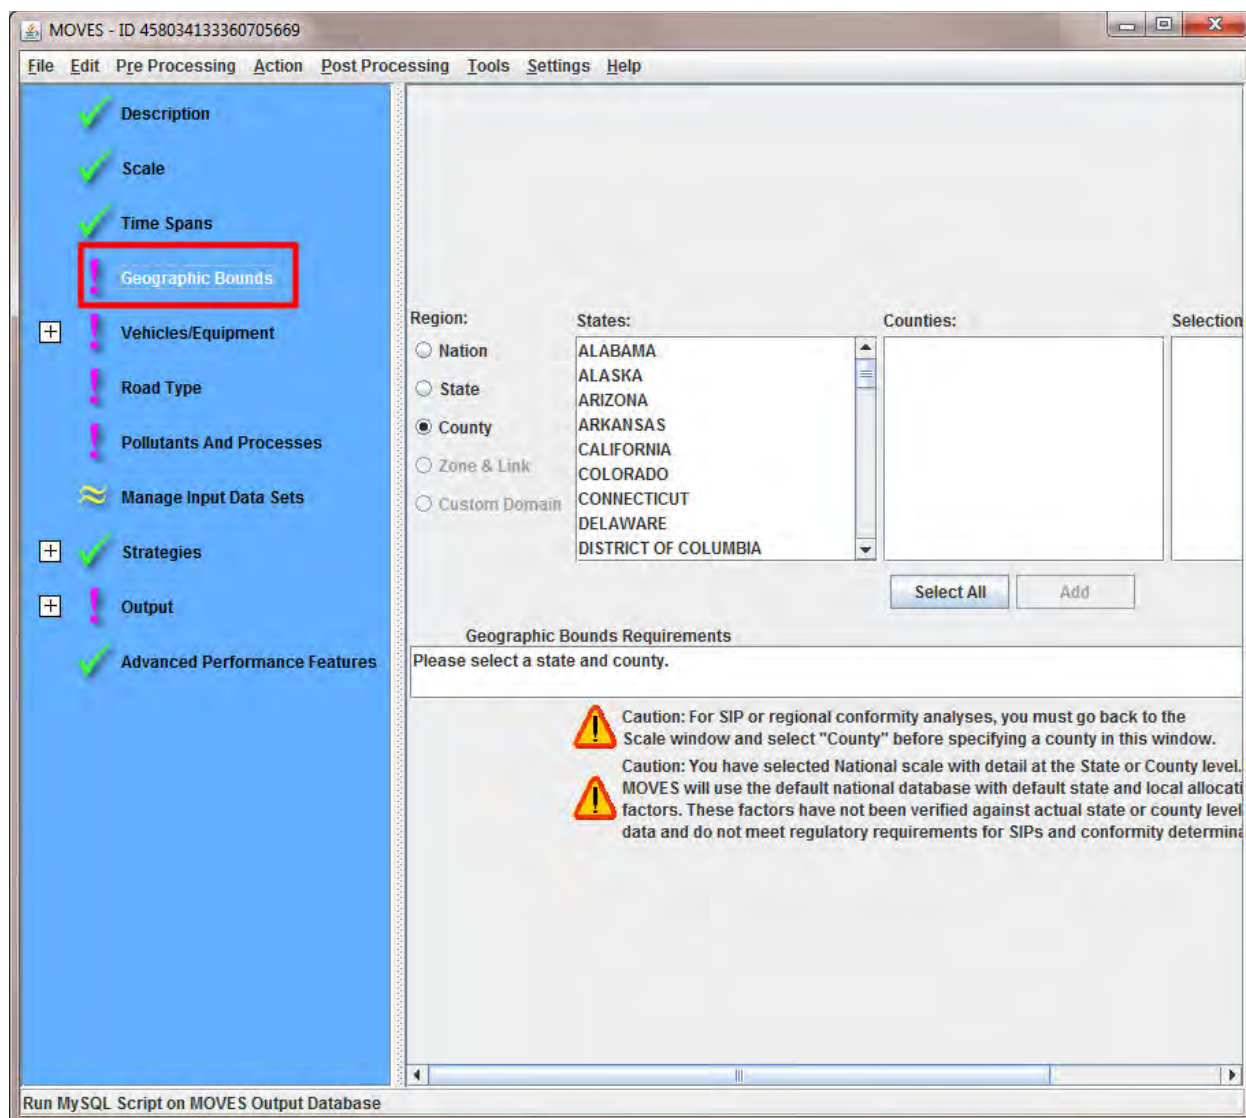 MOVES - ID 458034133360705669
File Edit Pre Processing Action Post Processing Tools Settings Help
Description
Scale
Time Spans
Geographic Bounds
Vehicles/Equipment
Road Type
Pollutants And Processes
Manage Input Data Sets
Strategies
Output
Advanced Performance Features
Region:
Nation
State
County
Zone & Link
Custom Domain
States:
ALABAMA
ALASKA
ARIZONA
ARKANSAS
CALIFORNIA
COLORADO
CONNECTICUT
DELAWARE
DISTRICT OF COLUMBIA
Counties:
Selection
Select All Add
Geographic Bounds Requirements
Please select a state and county.
Caution: For SIP or regional conformity analyses, you must go back to the
Scale window and select "County" before specifying a county in this window.
Caution: You have selected National scale with detail at the State or County level.
MOVES will use the default national database with default state and local allocati
factors. These factors have not been verified against actual state or county level
data and do not meet regulatory requirements for SIPs and conformity determina
Run MySQL Script on MOVES Output Database